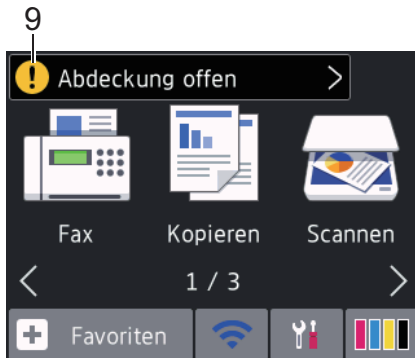 9
! Abdeckung offen >
Fax Kopieren Scannen
< 1 / 3 >
+ Favoriten